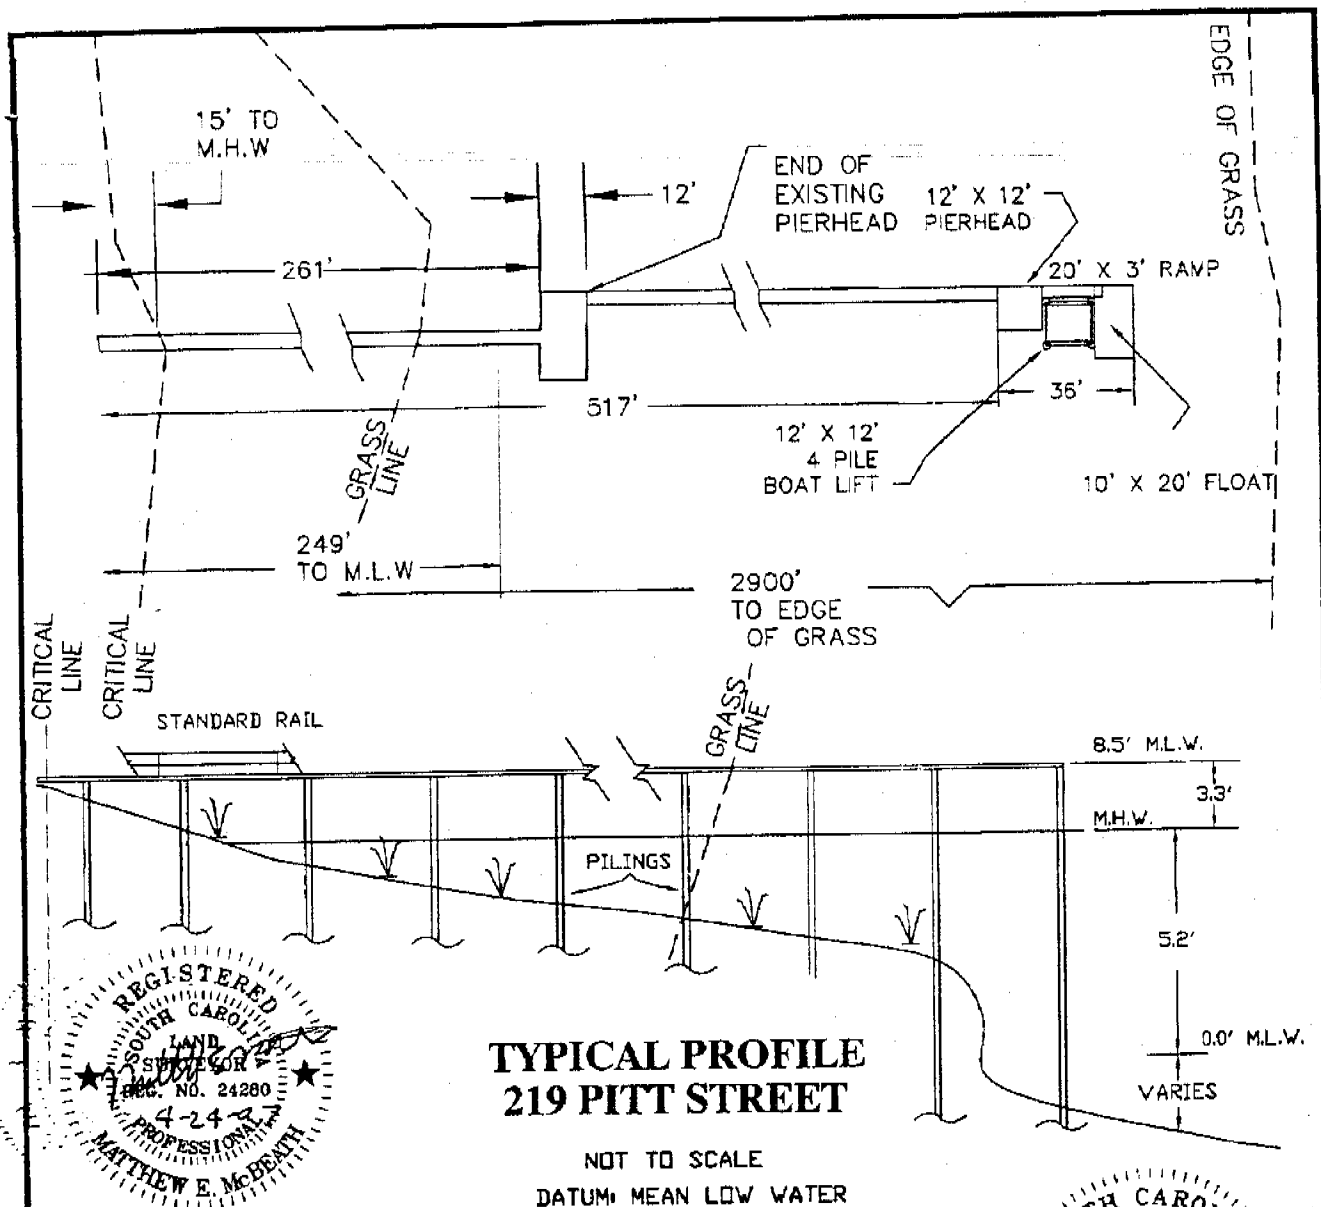 15' TO
M.H.W
12'
END OF
EXISTING
PIERHEAD
12' X 12'
PIERHEAD
EDGE OF GRASS
261'
20' X 3' RAMP
517'
36'
12' X 12'
4 PILE
BOAT LIFT
10' X 20' FLOAT
GRASS
LINE
249'
TO M.L.W
2900'
TO EDGE
OF GRASS
CRITICAL
LINE
CRITICAL
LINE
STANDARD RAIL
GRASS
LINE
8.5' M.L.W.
3.3'
M.H.W.
PILINGS
5.2'
0.0' M.L.W.
VARIES
REGISTERED
SOUTH CAROLINA
LAND
SURVEYOR
REG. NO. 24280
PROFESSIONAL
MATTHEW E. McBEATH
TYPICAL PROFILE
219 PITT STREET
NOT TO SCALE
DATUM: MEAN LOW WATER
TH CARO